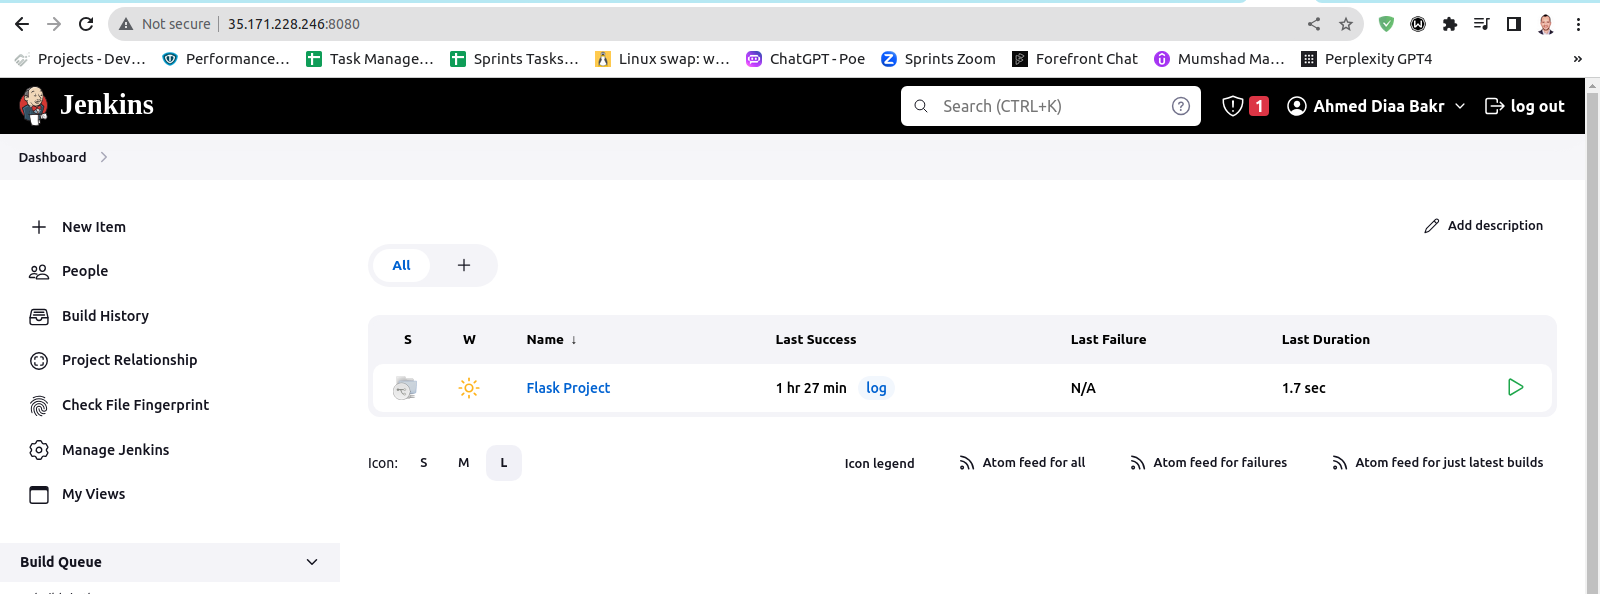 Not secure | 35.171.228.246:8080
Projects - Dev... Performance... Task Manage... Sprints Tasks... Linux swap: w... ChatGPT - Poe Sprints Zoom Forefront Chat Mumshad Ma... Perplexity GPT4 »
Jenkins Search (CTRL+K) ? 1 Ahmed Diaa Bakr log out
Dashboard
New Item
People
Build History
Project Relationship
Check File Fingerprint
Manage Jenkins
My Views
Build Queue
Add description
All +
S W Name ↓ Last Success Last Failure Last Duration
Flask Project 1 hr 27 min log N/A 1.7 sec
Icon: S M L Icon legend Atom feed for all Atom feed for failures Atom feed for just latest builds